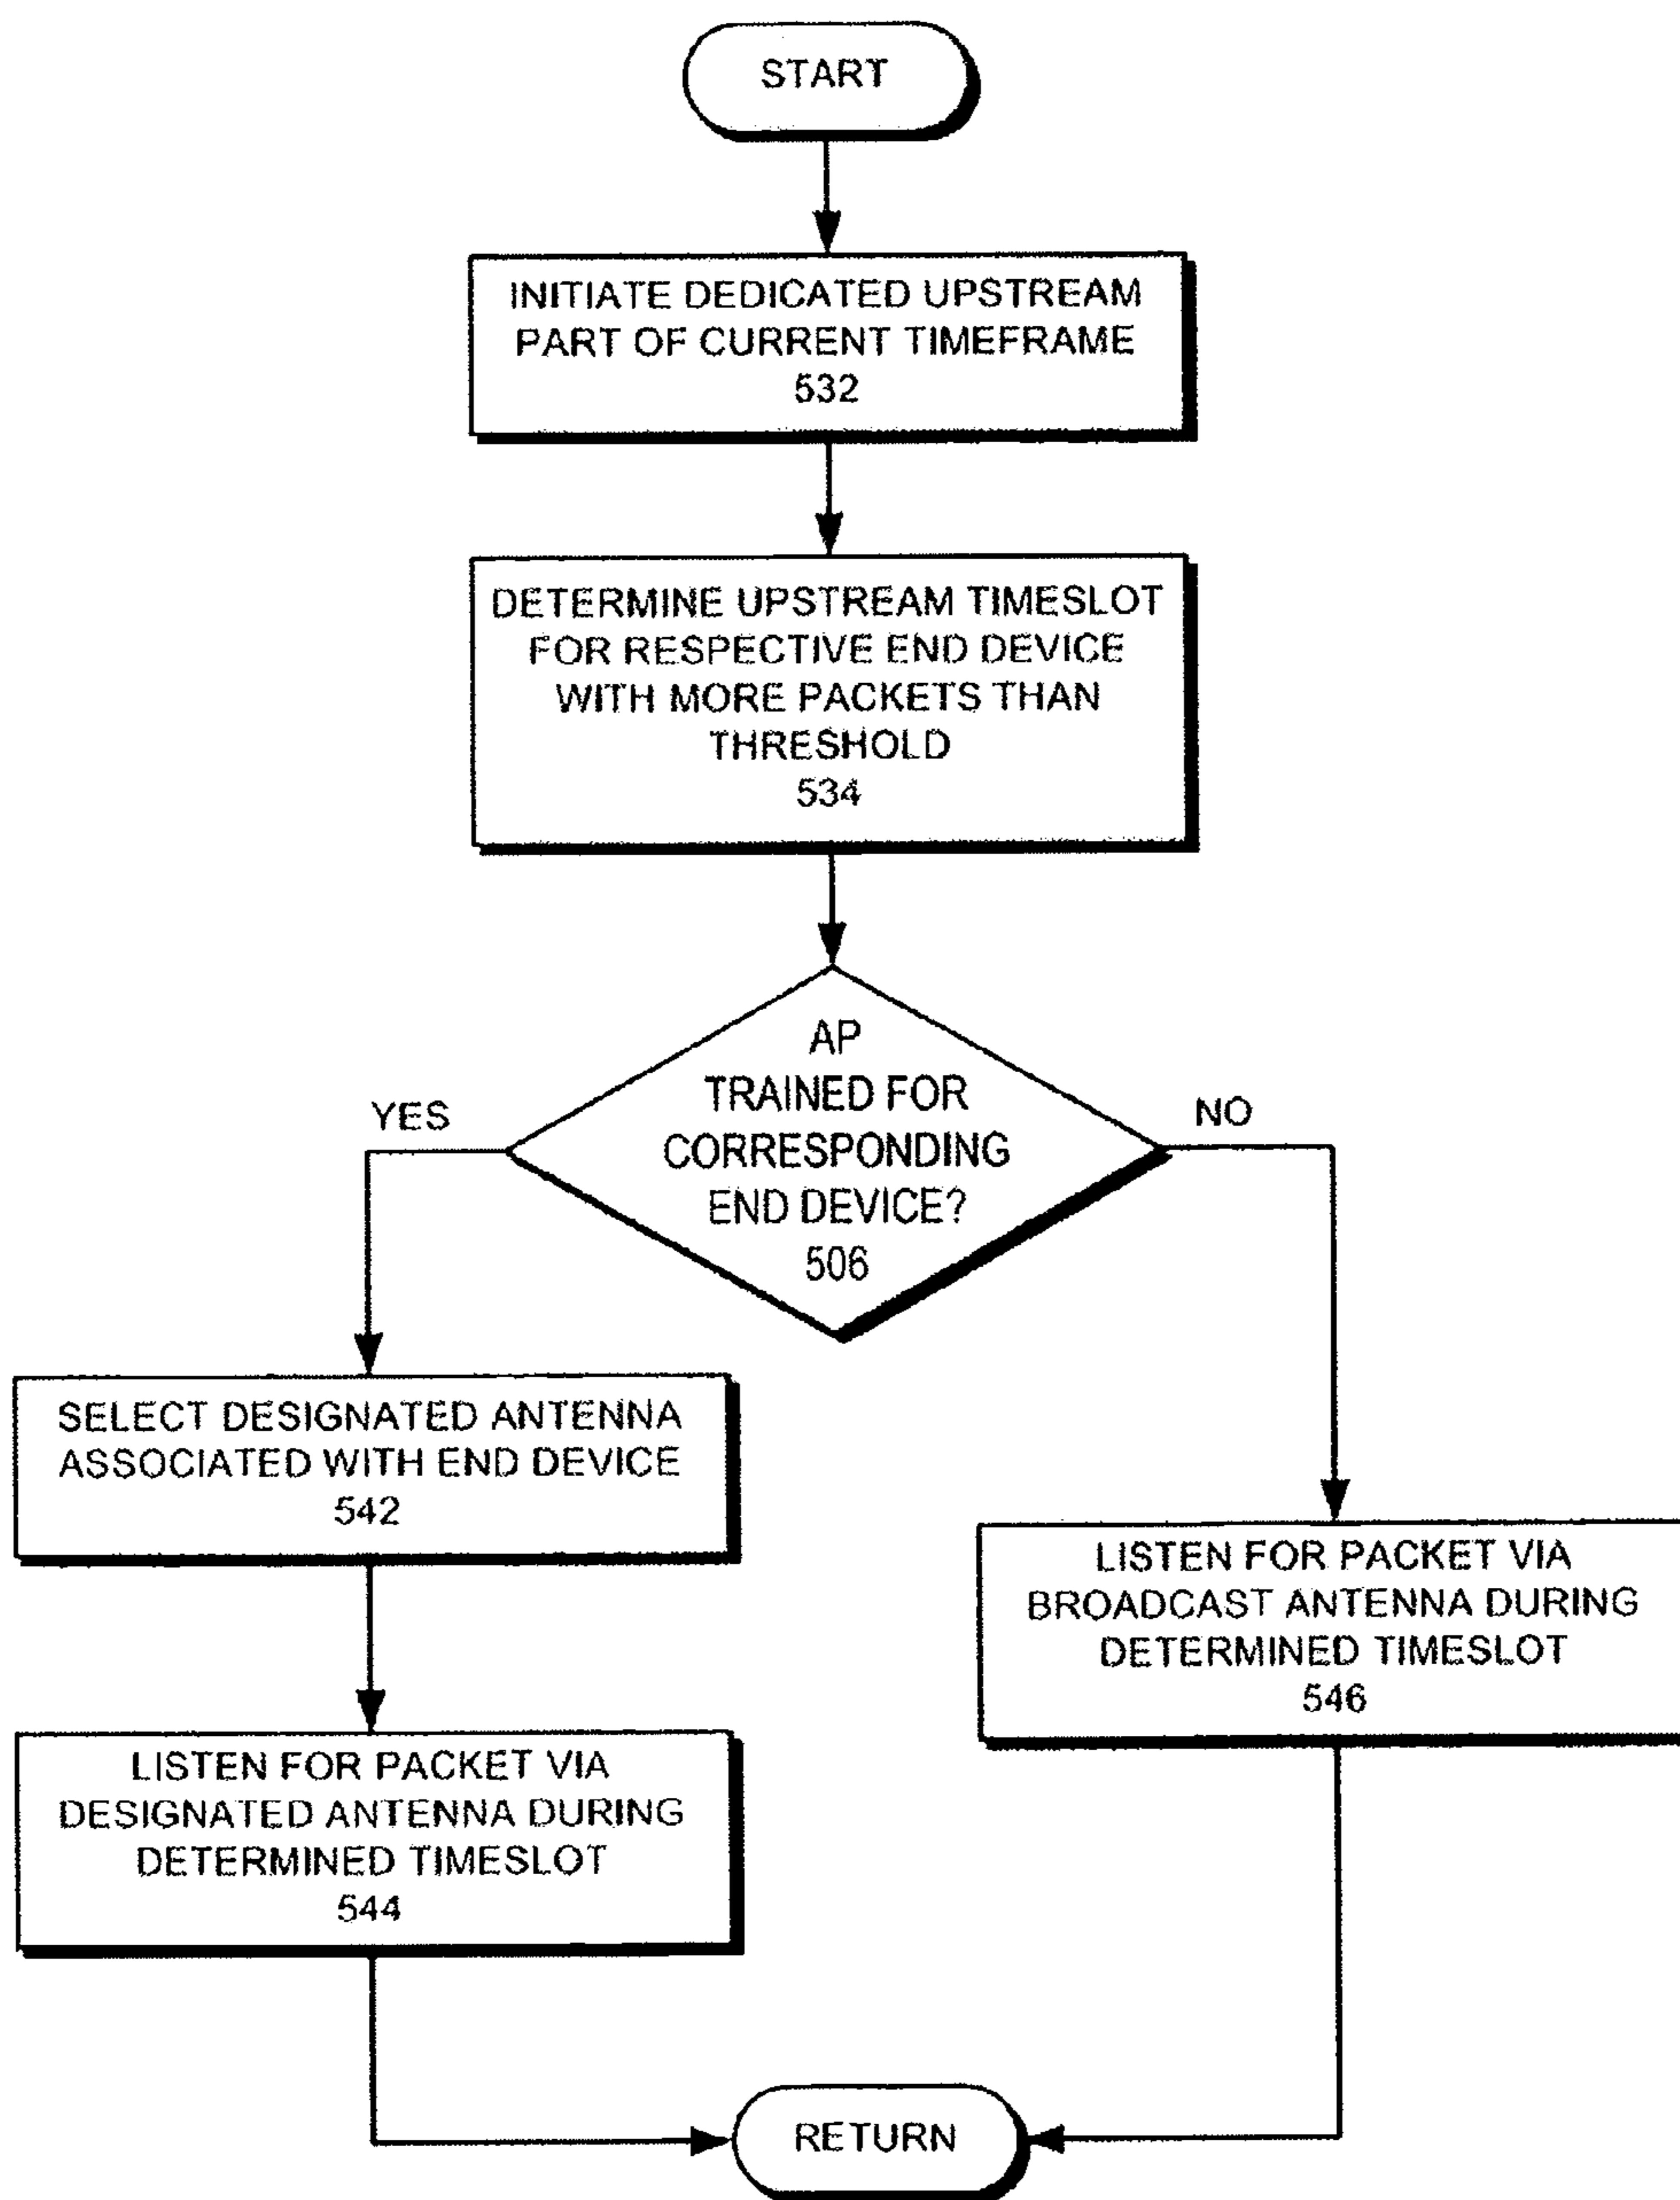 START
INITIATE DEDICATED UPSTREAM
PART OF CURRENT TIMEFRAME
532
DETERMINE UPSTREAM TIMESLOT
FOR RESPECTIVE END DEVICE
WITH MORE PACKETS THAN
THRESHOLD
534
AP
TRAINED FOR
CORRESPONDING
END DEVICE?
506
YES
NO
SELECT DESIGNATED ANTENNA
ASSOCIATED WITH END DEVICE
542
LISTEN FOR PACKET VIA
BROADCAST ANTENNA DURING
DETERMINED TIMESLOT
546
LISTEN FOR PACKET VIA
DESIGNATED ANTENNA DURING
DETERMINED TIMESLOT
544
RETURN